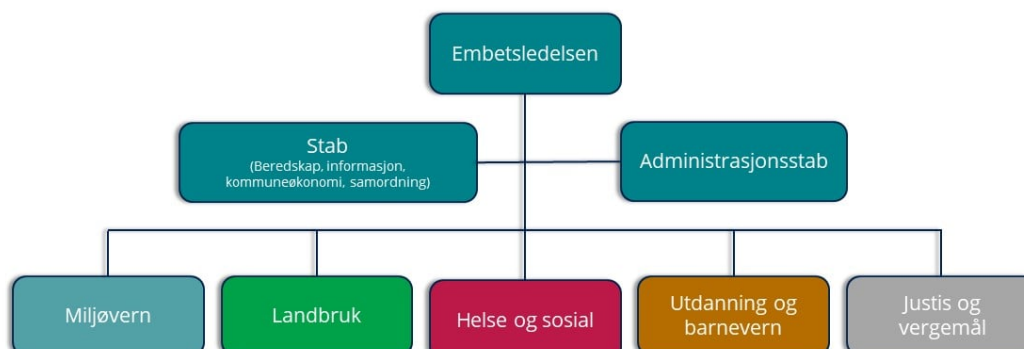 Embetsledelsen
Stab
(Beredskap, informasjon,
kommuneøkonomi, samordning)
Administrasjonsstab
Miljøvern
Landbruk
Helse og sosial
Utdanning og
barnevern
Justis og
vergemål